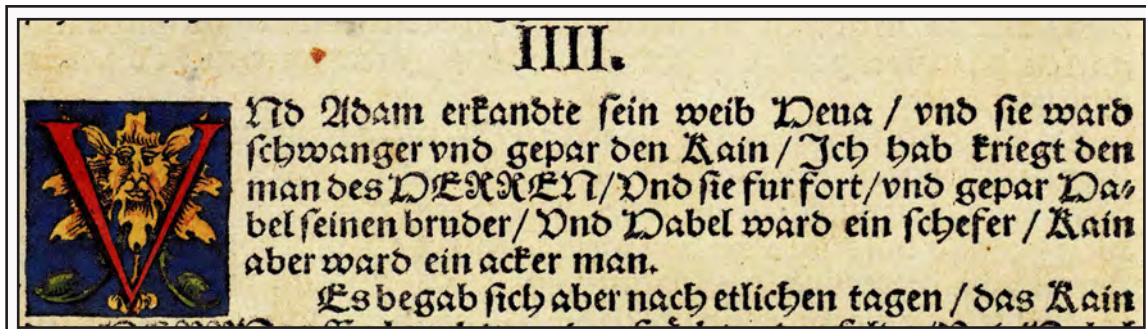 IIII.
VNd Adam erkandte sein weib Heua / vnd sie ward
schwanger vnd gepar den Kain / Ich hab kriegt den
man des HERREN/Vnd sie fur fort/vnd gepar Ha⸗
bel seinen bruder/ Vnd Habel ward ein schefer / Kain
aber ward ein acker man.
Es begab sich aber nach etlichen tagen / das Kain